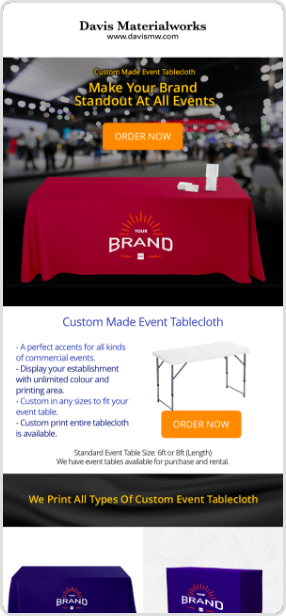 Davis Materialworks
www.davismw.com
Custom Made Event Tablecloth
Make Your Brand
Standout At All Events
ORDER NOW
YOUR
BRAND
Custom Made Event Tablecloth
- A perfect accents for all kinds
of commercial events.
- Display your establishment
with unlimited colour and
printing area.
- Custom in any sizes to fit your
event table.
- Custom print entire tablecloth
is available.
ORDER NOW
Standard Event Table Size: 6ft or 8ft (Length)
We have event tables available for purchase and rental.
We Print All Types Of Custom Event Tablecloth
YOUR
BRAND
YOUR
BRAND